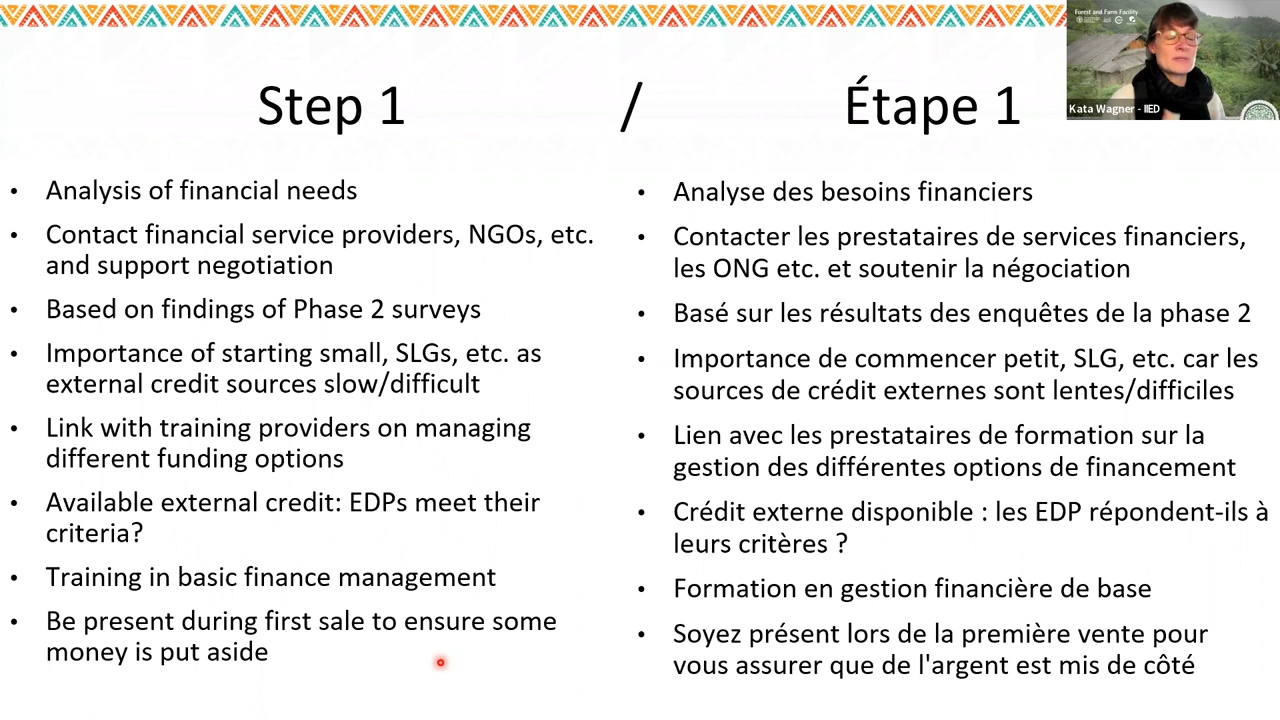 Forest and Farm Facility
Kata Wagner - IIED
Step 1 / Étape 1
• Analysis of financial needs
• Contact financial service providers, NGOs, etc.
and support negotiation
• Based on findings of Phase 2 surveys
• Importance of starting small, SLGs, etc. as
external credit sources slow/difficult
• Link with training providers on managing
different funding options
• Available external credit: EDPs meet their
criteria?
• Training in basic finance management
• Be present during first sale to ensure some
money is put aside
• Analyse des besoins financiers
• Contacter les prestataires de services financiers,
les ONG etc. et soutenir la négociation
• Basé sur les résultats des enquêtes de la phase 2
• Importance de commencer petit, SLG, etc. car les
sources de crédit externes sont lentes/difficiles
• Lien avec les prestataires de formation sur la
gestion des différentes options de financement
• Crédit externe disponible : les EDP répondent-ils à
leurs critères ?
• Formation en gestion financière de base
• Soyez présent lors de la première vente pour
vous assurer que de l'argent est mis de côté